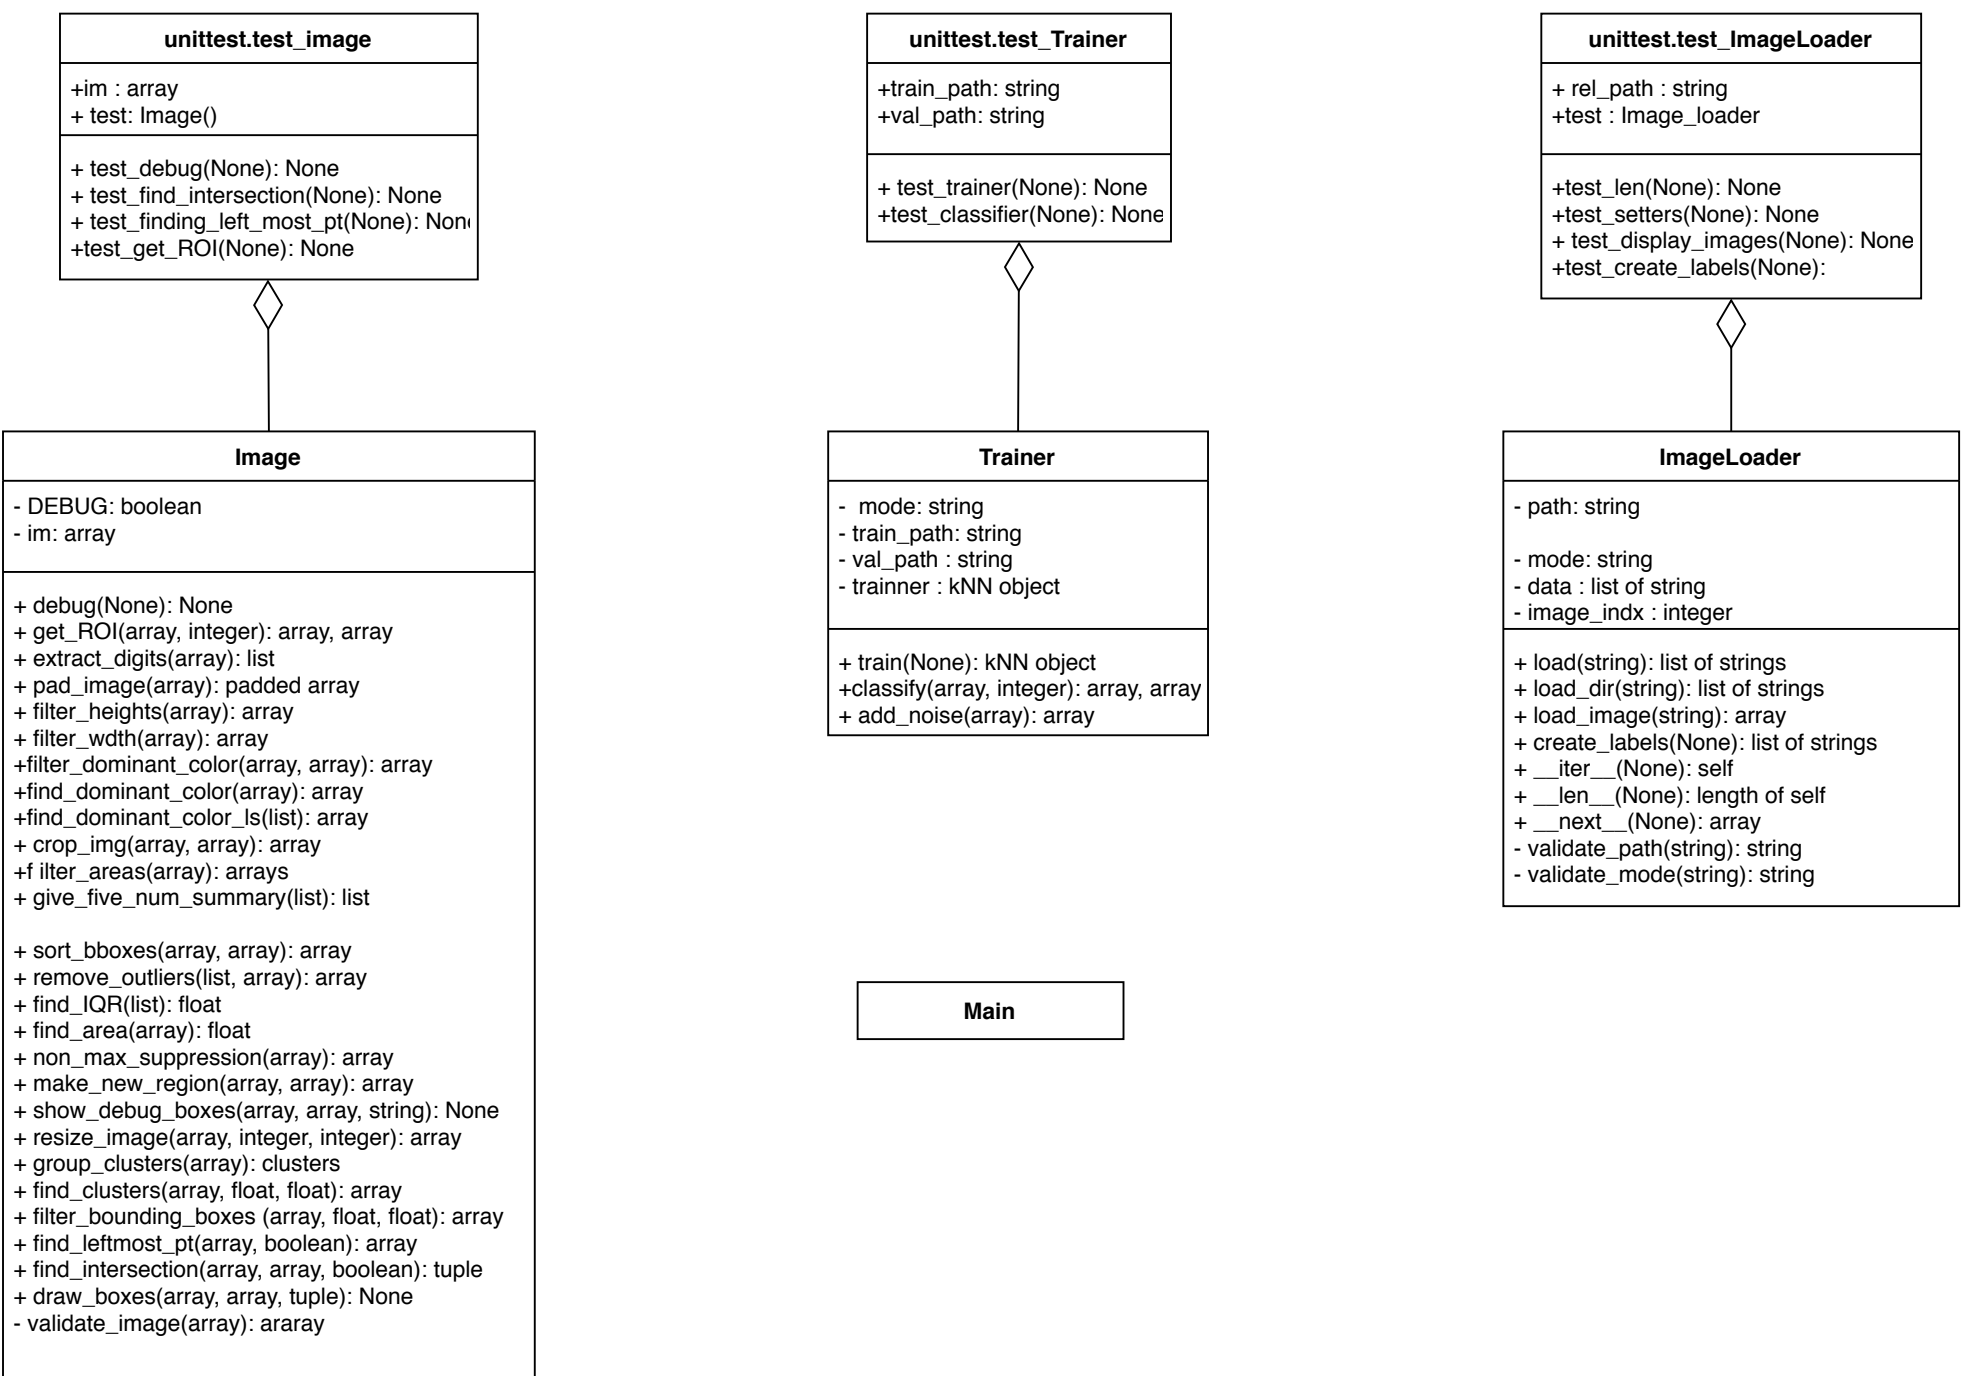 unittest.test_image
+im : array
+ test: Image()
+ test_debug(None): None
+ test_find_intersection(None): None
+ test_finding_left_most_pt(None):
+test_get_ROI(None): None
unittest.test_Trainer
+train_path: string
+val_path: string
+ test_trainer(None): None
+test_classifier(None): None
unittest.test_ImageLoader
+ rel_path : string
+test : Image_loader
+test_len(None): None
+test_setters(None): None
+ test_display_images(None): None
+test_create_labels(None):
Image
- DEBUG: boolean
- im: array
+ debug(None): None
+ get_ROI(array, integer): array, array
+ extract_digits(array): list
+ pad_image(array): padded array
+ filter_heights(array): array
+ filter_wdth(array): array
+filter_dominant_color(array, array): array
+find_dominant_color(array): array
+find_dominant_color_ls(list): array
+ crop_img(array, array): array
+f ilter_areas(array): arrays
+ give_five_num_summary(list): list
+ sort_bboxes(array, array): array
+ remove_outliers(list, array): array
+ find_IQR(list): float
+ find_area(array): float
+ non_max_suppression(array): array
+ make_new_region(array, array): array
+ show_debug_boxes(array, array, string): None
+ resize_image(array, integer, integer): array
+ group_clusters(array): clusters
+ find_clusters(array, float, float): array
+ filter_bounding_boxes (array, float, float): array
+ find_leftmost_pt(array, boolean): array
+ find_intersection(array, array, boolean): tuple
+ draw_boxes(array, array, tuple): None
- validate_image(array): araray
Trainer
- mode: string
- train_path: string
- val_path : string
- trainner : kNN object
+ train(None): kNN object
+classify(array, integer): array, array
+ add_noise(array): array
ImageLoader
- path: string
- mode: string
- data : list of string
- image_indx : integer
+ load(string): list of strings
+ load_dir(string): list of strings
+ load_image(string): array
+ create_labels(None): list of strings
+ __iter__(None): self
+ __len__(None): length of self
+ __next__(None): array
- validate_path(string): string
- validate_mode(string): string
Main